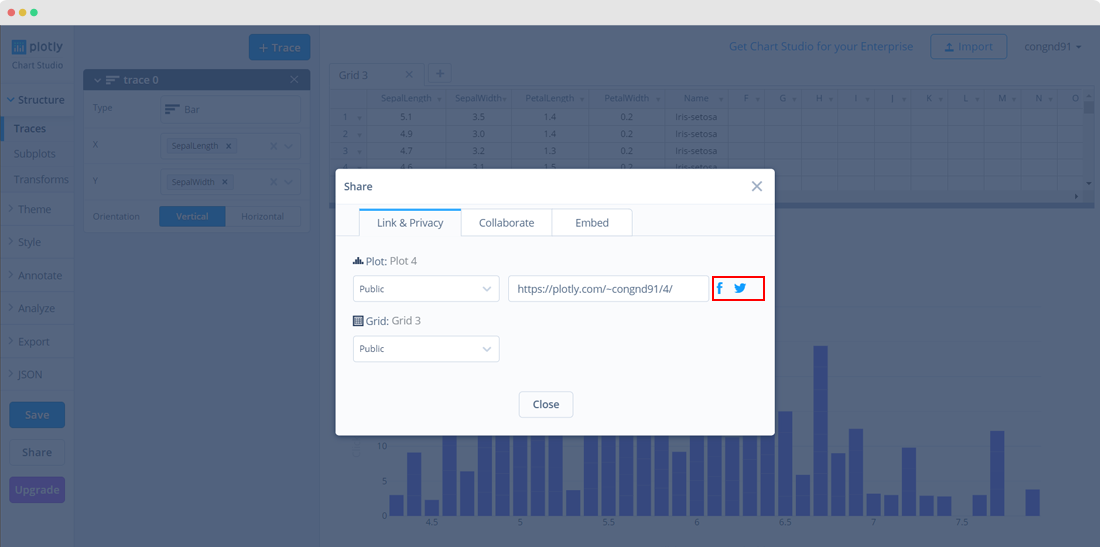 plotly
Chart Studio
+ Trace
Get Chart Studio for your Enterprise
Import
congnd91
trace 0
Structure
Type
Bar
Traces
X
SepalLength
Subplots
Transforms
Y
SepalWidth
Theme
Orientation
Vertical
Horizontal
Style
Annotate
Analyze
Export
JSON
Save
Share
Upgrade
Grid 3
+
SepalLength SepalWidth PetalLength PetalWidth Name F G H I J K L M N O
1 5.1 3.5 1.4 0.2 Iris-setosa
2 4.9 3.0 1.4 0.2 Iris-setosa
3 4.7 3.2 1.3 0.2 Iris-setosa
4 4.6 3.1 1.5 0.2 Iris-setosa
Share
Link & Privacy
Collaborate
Embed
Plot: Plot 4
Public
https://plotly.com/~congnd91/4/
Grid: Grid 3
Public
Close
10
5
0
4.5 5 5.5 6 6.5 7 7.5